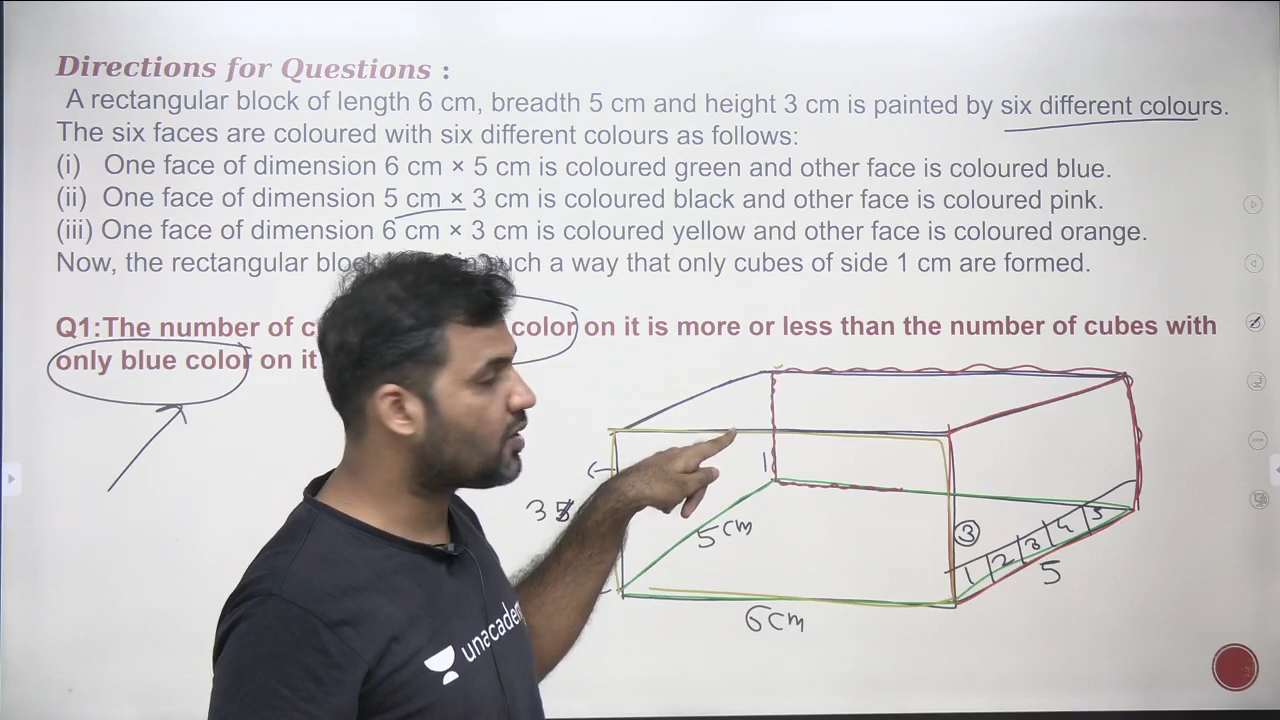 Directions for Questions :
A rectangular block of length 6 cm, breadth 5 cm and height 3 cm is painted by six different colours.
The six faces are coloured with six different colours as follows:
(i) One face of dimension 6 cm × 5 cm is coloured green and other face is coloured blue.
(ii) One face of dimension 5 cm × 3 cm is coloured black and other face is coloured pink.
(iii) One face of dimension 6 cm × 3 cm is coloured yellow and other face is coloured orange.
Now, the rectangular such a way that only cubes of side 1 cm are formed.
Q1:The number of color on it is more or less than the number of cubes with
only blue color on it
1
3
5 cm
3
1 2 3 4 5
5
6 cm
unacademy